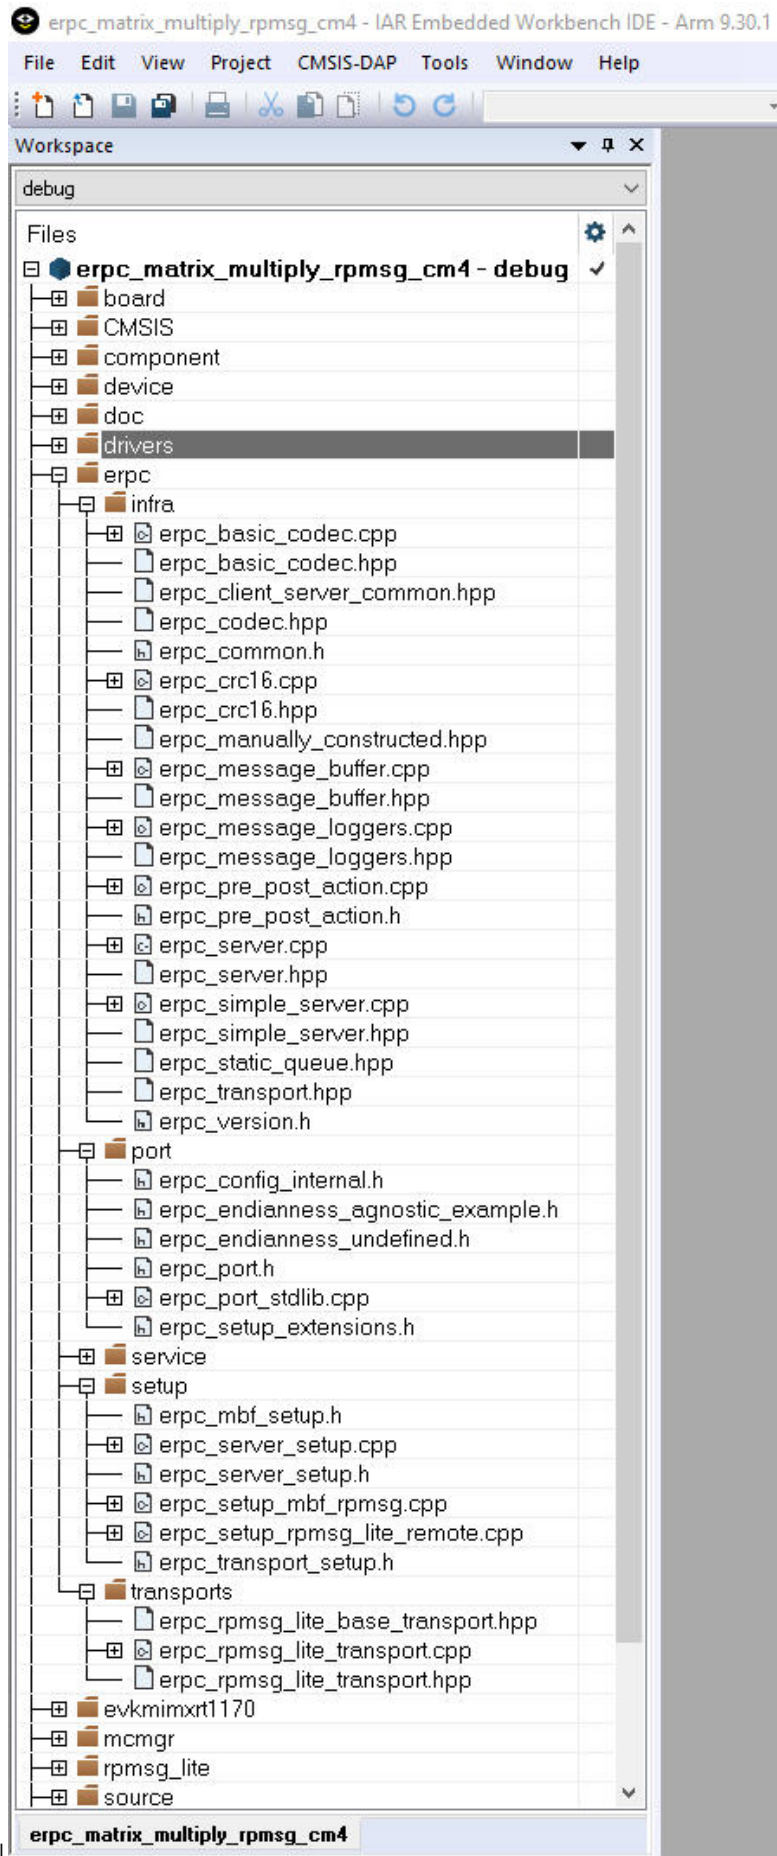 erpc_matrix_multiply_rpmsg_cm4 - IAR Embedded Workbench IDE - Arm 9.30.1
File Edit View Project CMSIS-DAP Tools Window Help
Workspace
debug
Files
erpc_matrix_multiply_rpmsg_cm4 - debug
board
CMSIS
component
device
doc
drivers
erpc
infra
erpc_basic_codec.cpp
erpc_basic_codec.hpp
erpc_client_server_common.hpp
erpc_codec.hpp
erpc_common.h
erpc_crc16.cpp
erpc_crc16.hpp
erpc_manually_constructed.hpp
erpc_message_buffer.cpp
erpc_message_buffer.hpp
erpc_message_loggers.cpp
erpc_message_loggers.hpp
erpc_pre_post_action.cpp
erpc_pre_post_action.h
erpc_server.cpp
erpc_server.hpp
erpc_simple_server.cpp
erpc_simple_server.hpp
erpc_static_queue.hpp
erpc_transport.hpp
erpc_version.h
port
erpc_config_internal.h
erpc_endianness_agnostic_example.h
erpc_endianness_undefined.h
erpc_port.h
erpc_port_stdlib.cpp
erpc_setup_extensions.h
service
setup
erpc_mbf_setup.h
erpc_server_setup.cpp
erpc_server_setup.h
erpc_setup_mbf_rpmsg.cpp
erpc_setup_rpmsg_lite_remote.cpp
erpc_transport_setup.h
transports
erpc_rpmsg_lite_base_transport.hpp
erpc_rpmsg_lite_transport.cpp
erpc_rpmsg_lite_transport.hpp
evkmimxrt1170
mcmgr
rpmsg_lite
source
erpc_matrix_multiply_rpmsg_cm4